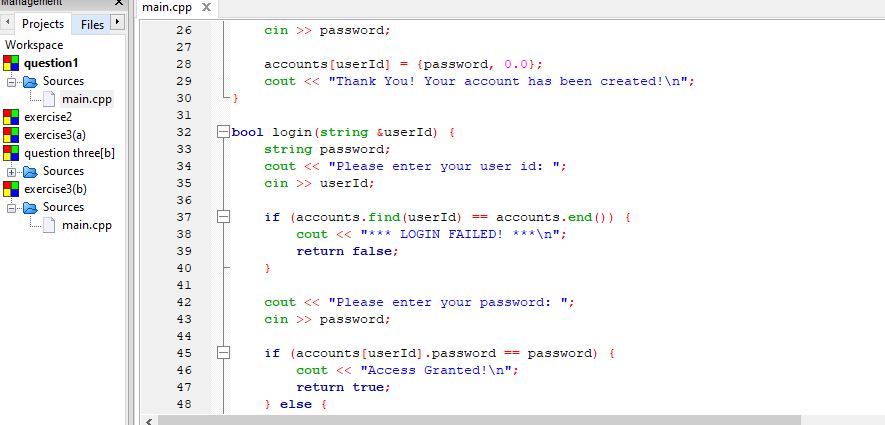 Management X
Projects Files
Workspace
question1
Sources
main.cpp
exercise2
exercise3(a)
question three[b]
Sources
exercise3(b)
Sources
main.cpp
main.cpp X
26 cin >> password;
27
28 accounts[userId] = {password, 0.0};
29 cout << "Thank You! Your account has been created!\n";
30 }
31
32 bool login(string &userId) {
33 string password;
34 cout << "Please enter your user id: ";
35 cin >> userId;
36
37 if (accounts.find(userId) == accounts.end()) {
38 cout << "*** LOGIN FAILED! ***\n";
39 return false;
40 }
41
42 cout << "Please enter your password: ";
43 cin >> password;
44
45 if (accounts[userId].password == password) {
46 cout << "Access Granted!\n";
47 return true;
48 } else {